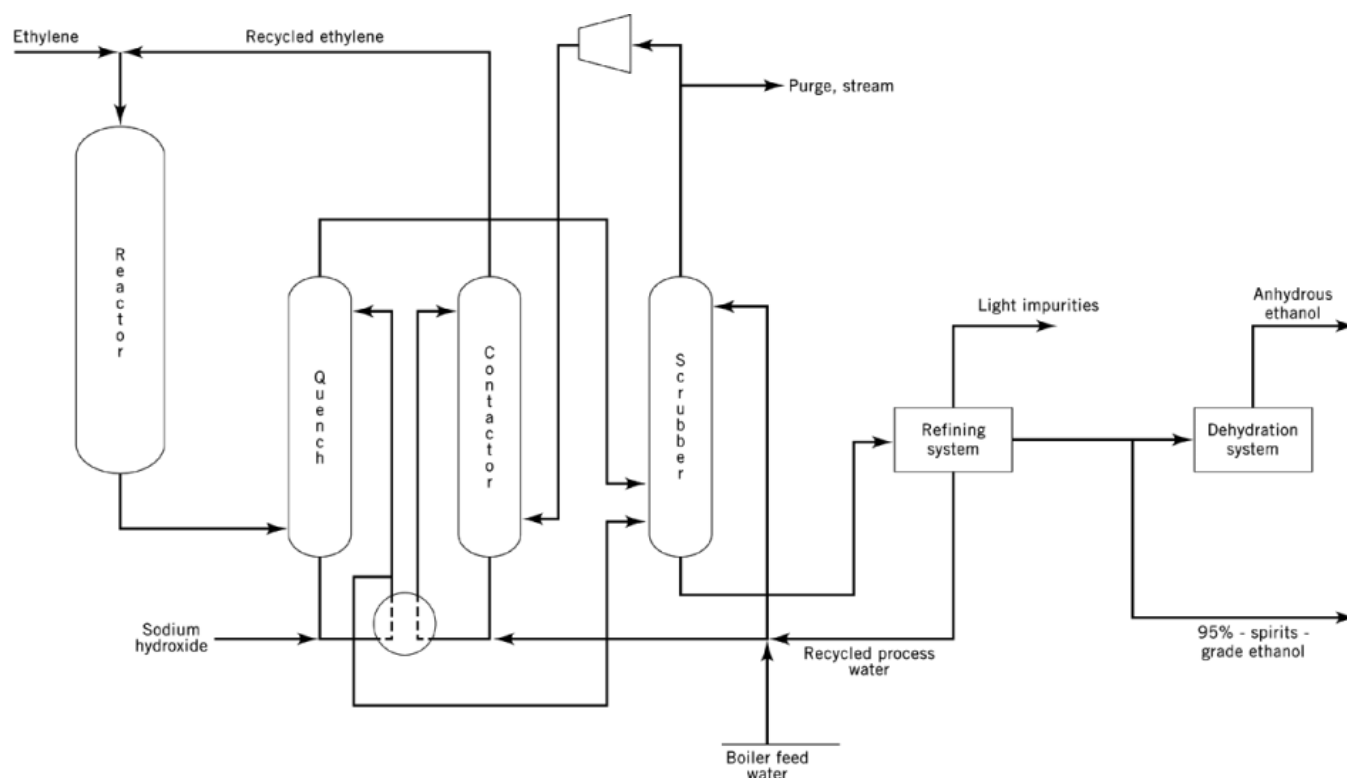 Ethylene
Recycled ethylene
Purge, stream
Reactor
Quench
Contactor
Scrubber
Light impurities
Anhydrous
ethanol
Refining
system
Dehydration
system
Sodium
hydroxide
Recycled process
water
95% - spirits -
grade ethanol
Boiler feed
water